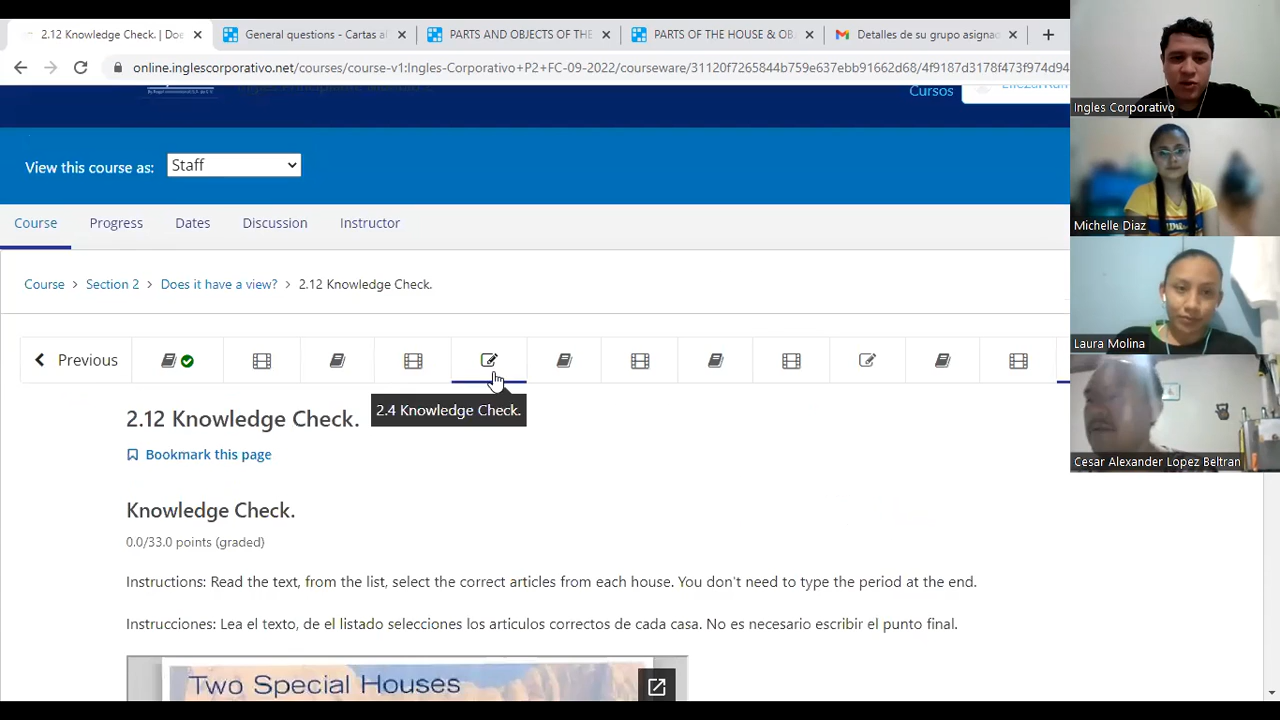 2.12 Knowledge Check. | Doe
General questions - Cartas al
PARTS AND OBJECTS OF THE
PARTS OF THE HOUSE & OB
Detalles de su grupo asignad
online.inglescorporativo.net/courses/course-v1:Ingles-Corporativo+P2+FC-09-2022/courseware/31120f7265844b759e637ebb91662d68/4f9187d3178f473f974d94
Cursos
View this course as:
Staff
Course
Progress
Dates
Discussion
Instructor
Course > Section 2 > Does it have a view? > 2.12 Knowledge Check.
Previous
2.4 Knowledge Check.
2.12 Knowledge Check.
Bookmark this page
Knowledge Check.
0.0/33.0 points (graded)
Instructions: Read the text, from the list, select the correct articles from each house. You don't need to type the period at the end.
Instrucciones: Lea el texto, de el listado selecciones los articulos correctos de cada casa. No es necesario escribir el punto final.
Two Special Houses
Ingles Corporativo
Michelle Diaz
Laura Molina
Cesar Alexander Lopez Beltran